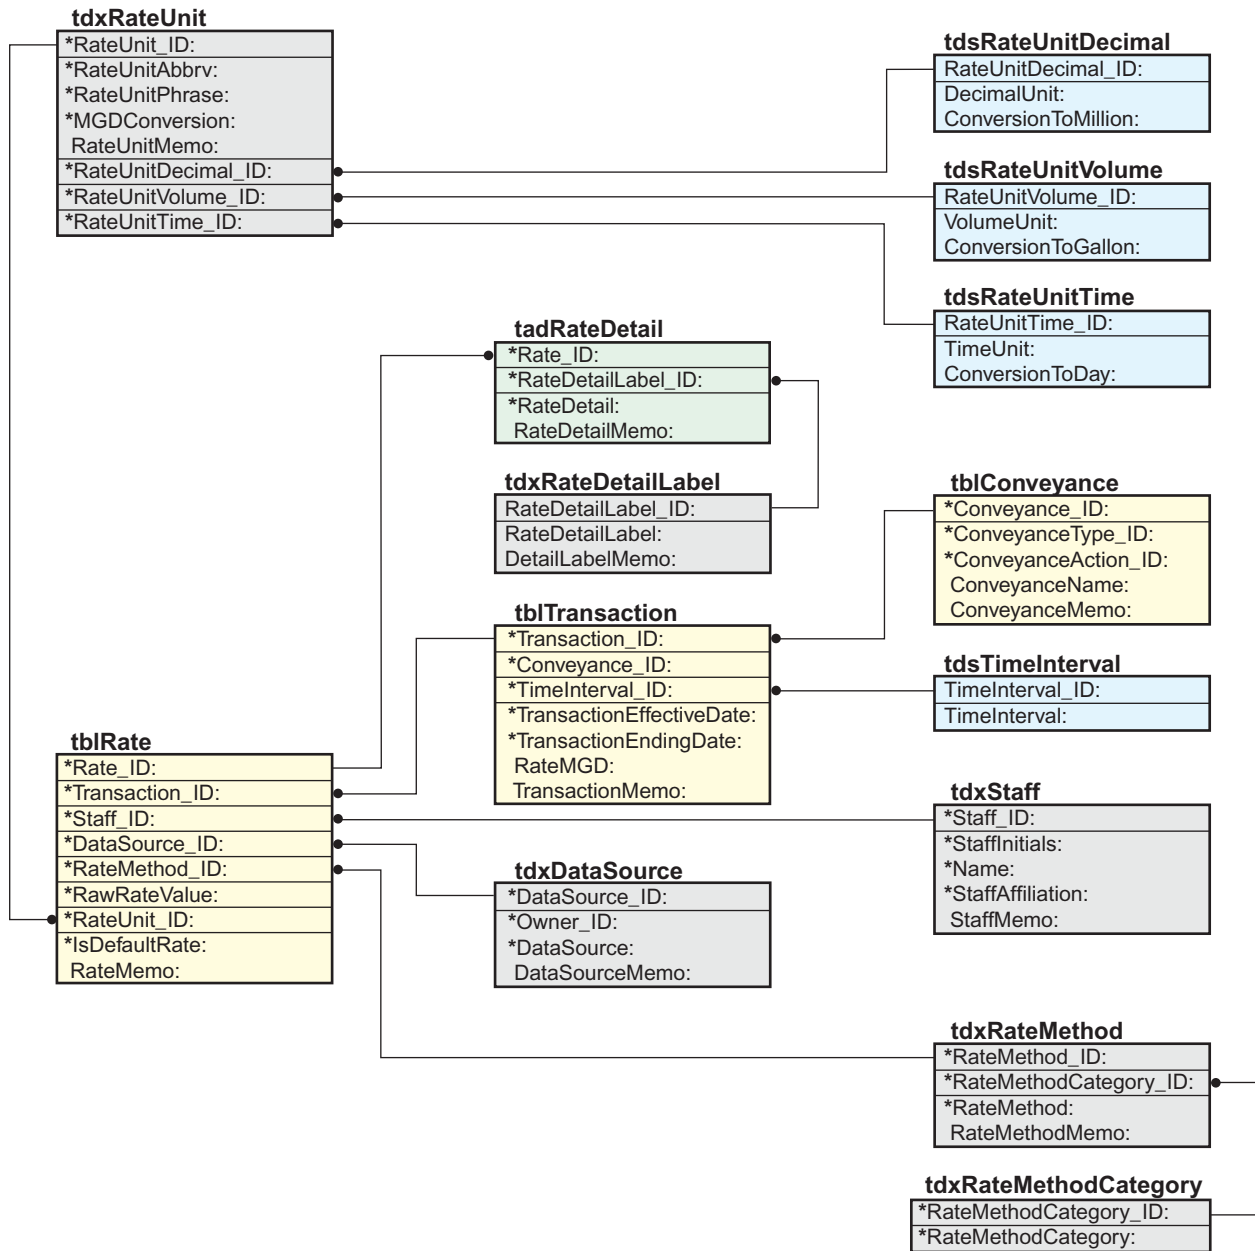 tdxRateUnit
*RateUnit_ID:
*RateUnitAbbrv:
*RateUnitPhrase:
*MGDConversion:
RateUnitMemo:
*RateUnitDecimal_ID:
*RateUnitVolume_ID:
*RateUnitTime_ID:
tdsRateUnitDecimal
RateUnitDecimal_ID:
DecimalUnit:
ConversionToMillion:
tdsRateUnitVolume
RateUnitVolume_ID:
VolumeUnit:
ConversionToGallon:
tdsRateUnitTime
RateUnitTime_ID:
TimeUnit:
ConversionToDay:
tadRateDetail
*Rate_ID:
*RateDetailLabel_ID:
*RateDetail:
RateDetailMemo:
tdxRateDetailLabel
RateDetailLabel_ID:
RateDetailLabel:
DetailLabelMemo:
tblConveyance
*Conveyance_ID:
*ConveyanceType_ID:
*ConveyanceAction_ID:
ConveyanceName:
ConveyanceMemo:
tblTransaction
*Transaction_ID:
*Conveyance_ID:
*TimeInterval_ID:
*TransactionEffectiveDate:
*TransactionEndingDate:
RateMGD:
TransactionMemo:
tdsTimeInterval
TimeInterval_ID:
TimeInterval:
tblRate
*Rate_ID:
*Transaction_ID:
*Staff_ID:
*DataSource_ID:
*RateMethod_ID:
*RawRateValue:
*RateUnit_ID:
*IsDefaultRate:
RateMemo:
tdxStaff
*Staff_ID:
*StaffInitials:
*Name:
*StaffAffiliation:
StaffMemo:
tdxDataSource
*DataSource_ID:
*Owner_ID:
*DataSource:
DataSourceMemo:
tdxRateMethod
*RateMethod_ID:
*RateMethodCategory_ID:
*RateMethod:
RateMethodMemo:
tdxRateMethodCategory
*RateMethodCategory_ID:
*RateMethodCategory: